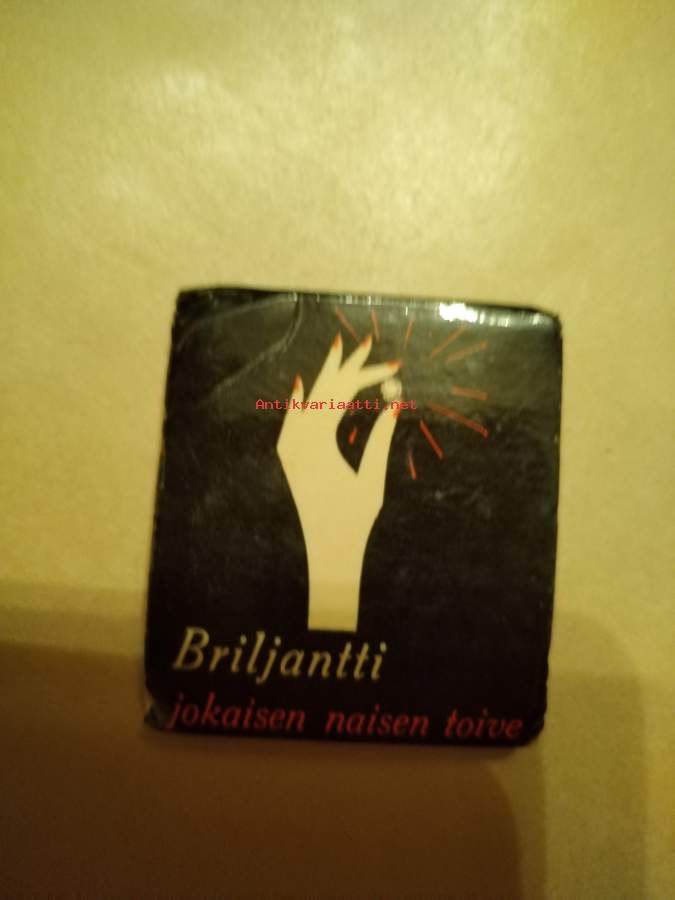 Antikvariaatti.net
Briljantti
jokaisen naisen toive